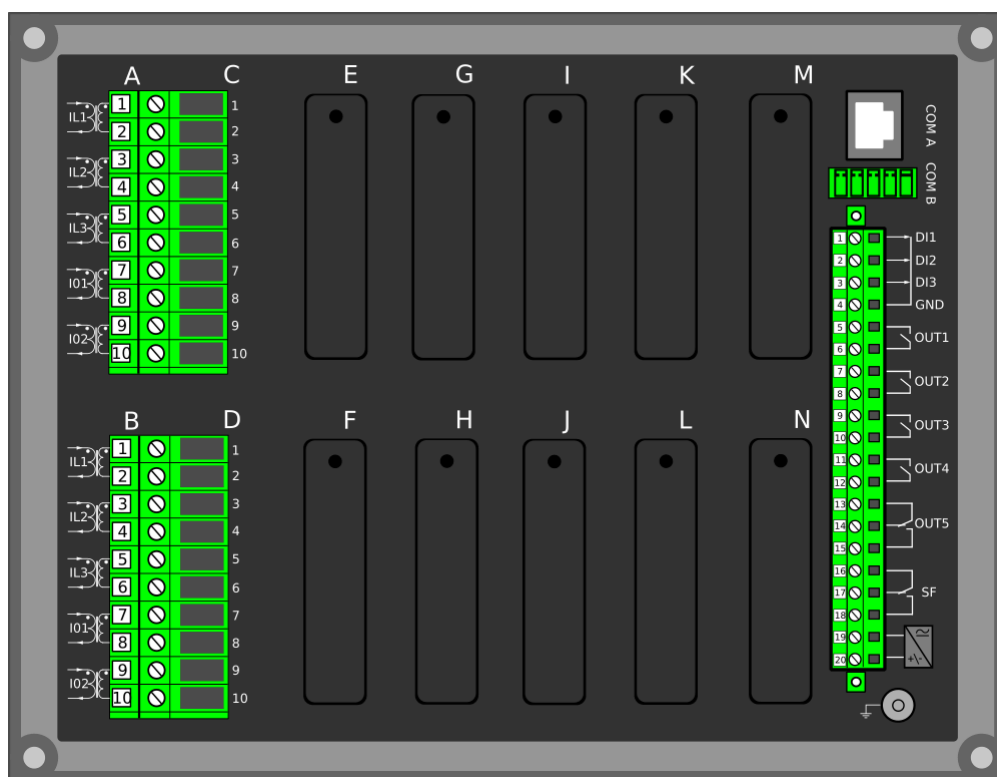 A C E G I K M
IL1 1 2 1 2
IL2 3 4 3 4
IL3 5 6 5 6
I01 7 8 7 8
I02 9 10 9 10
B D F H J L N
IL1 1 2 1 2
IL2 3 4 3 4
IL3 5 6 5 6
I01 7 8 7 8
I02 9 10 9 10
COM A
COM B
1 DI1
2 DI2
3 DI3
4 GND
5
OUT1
6
7
OUT2
8
9
OUT3
10
11
OUT4
12
13
14 OUT5
15
16
17 SF
18
19
20 +/-